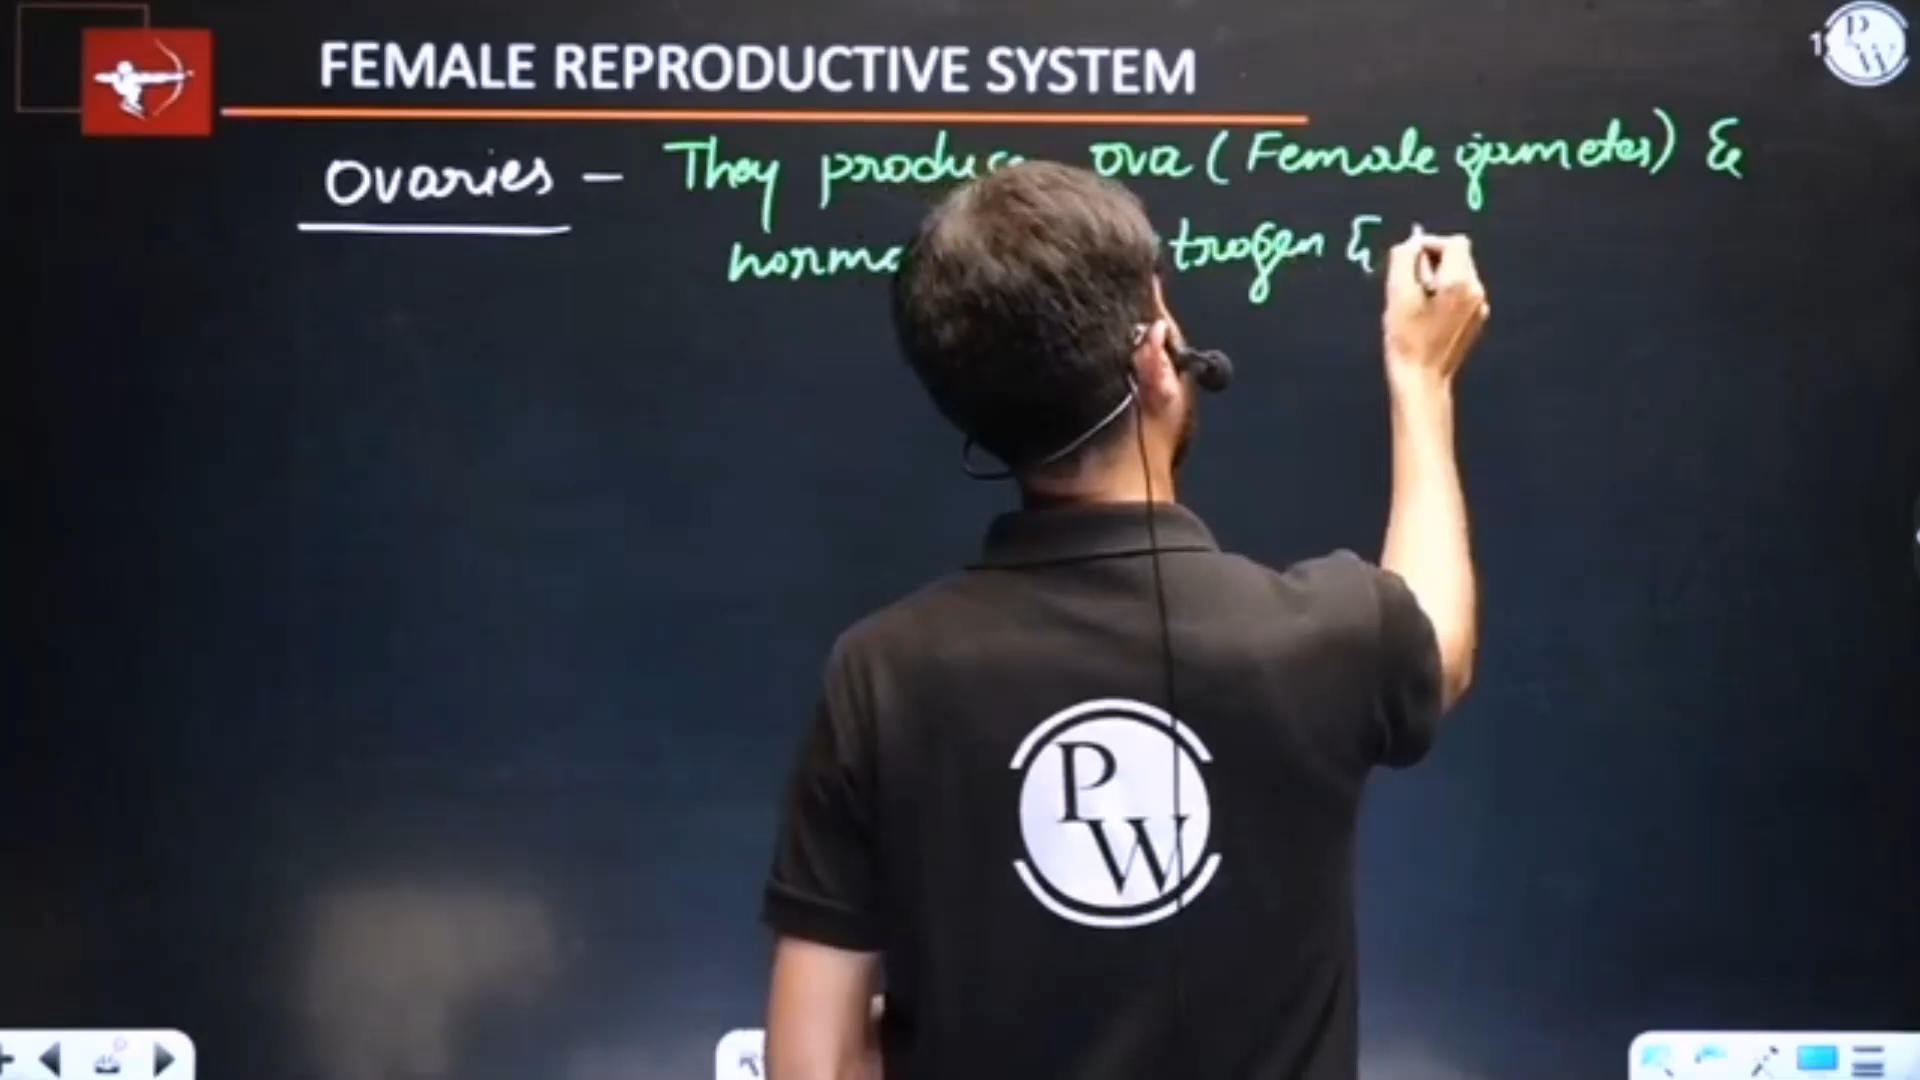 FEMALE REPRODUCTIVE SYSTEM
Ovaries - They produce ova (Female gametes) &
trogen &
P
W
PW